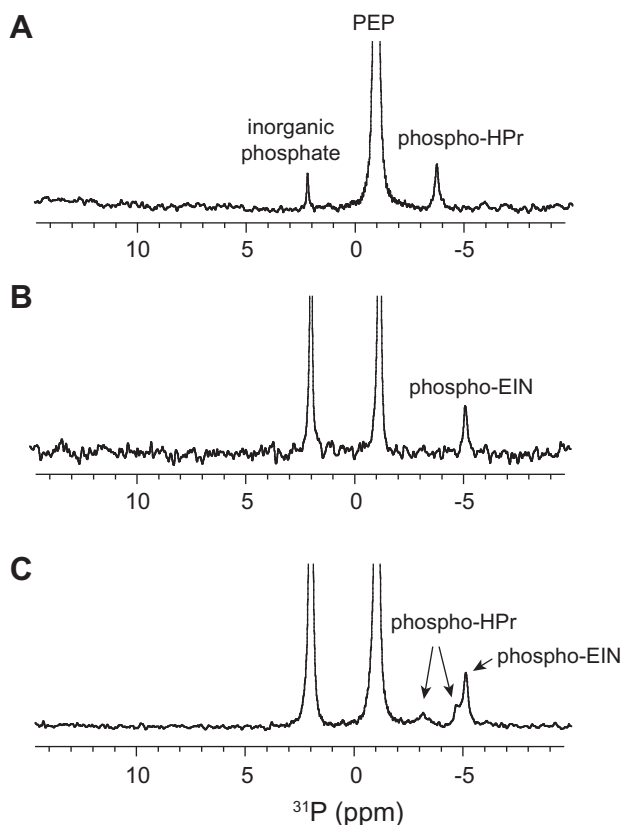 A
PEP
inorganic
phosphate
phospho-HPr
10 5 0 -5
B
phospho-EIN
10 5 0 -5
C
phospho-HPr
phospho-EIN
10 5 0 -5
31P (ppm)